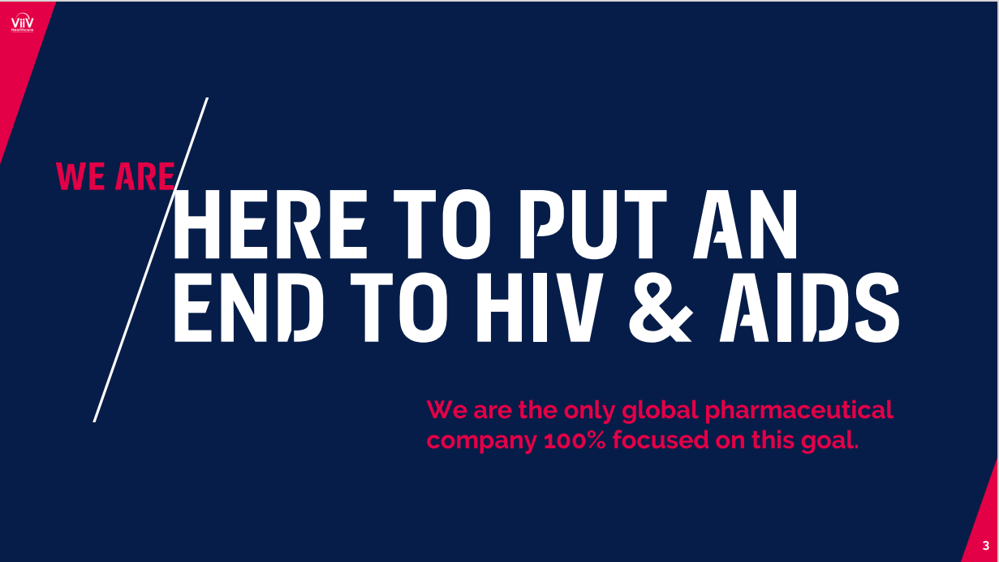 ViiV
Healthcare
WE ARE
HERE TO PUT AN
END TO HIV & AIDS
We are the only global pharmaceutical
company 100% focused on this goal.
3